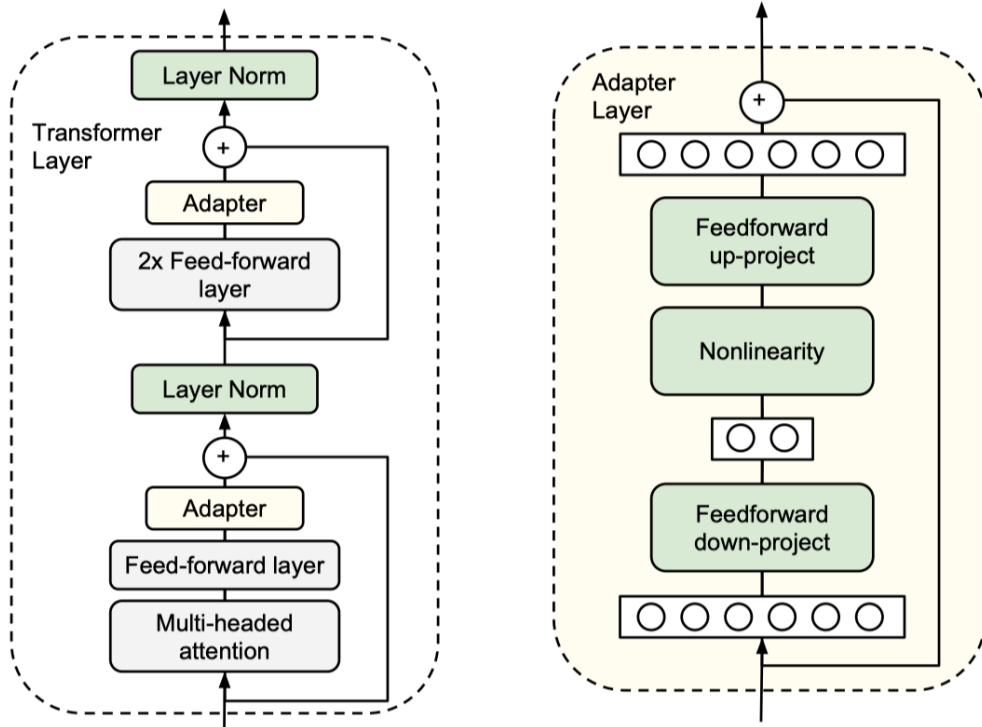 Layer Norm
Transformer
Layer
+
Adapter
2x Feed-forward
layer
Layer Norm
+
Adapter
Feed-forward layer
Multi-headed
attention
Adapter
Layer
+
Feedforward
up-project
Nonlinearity
Feedforward
down-project